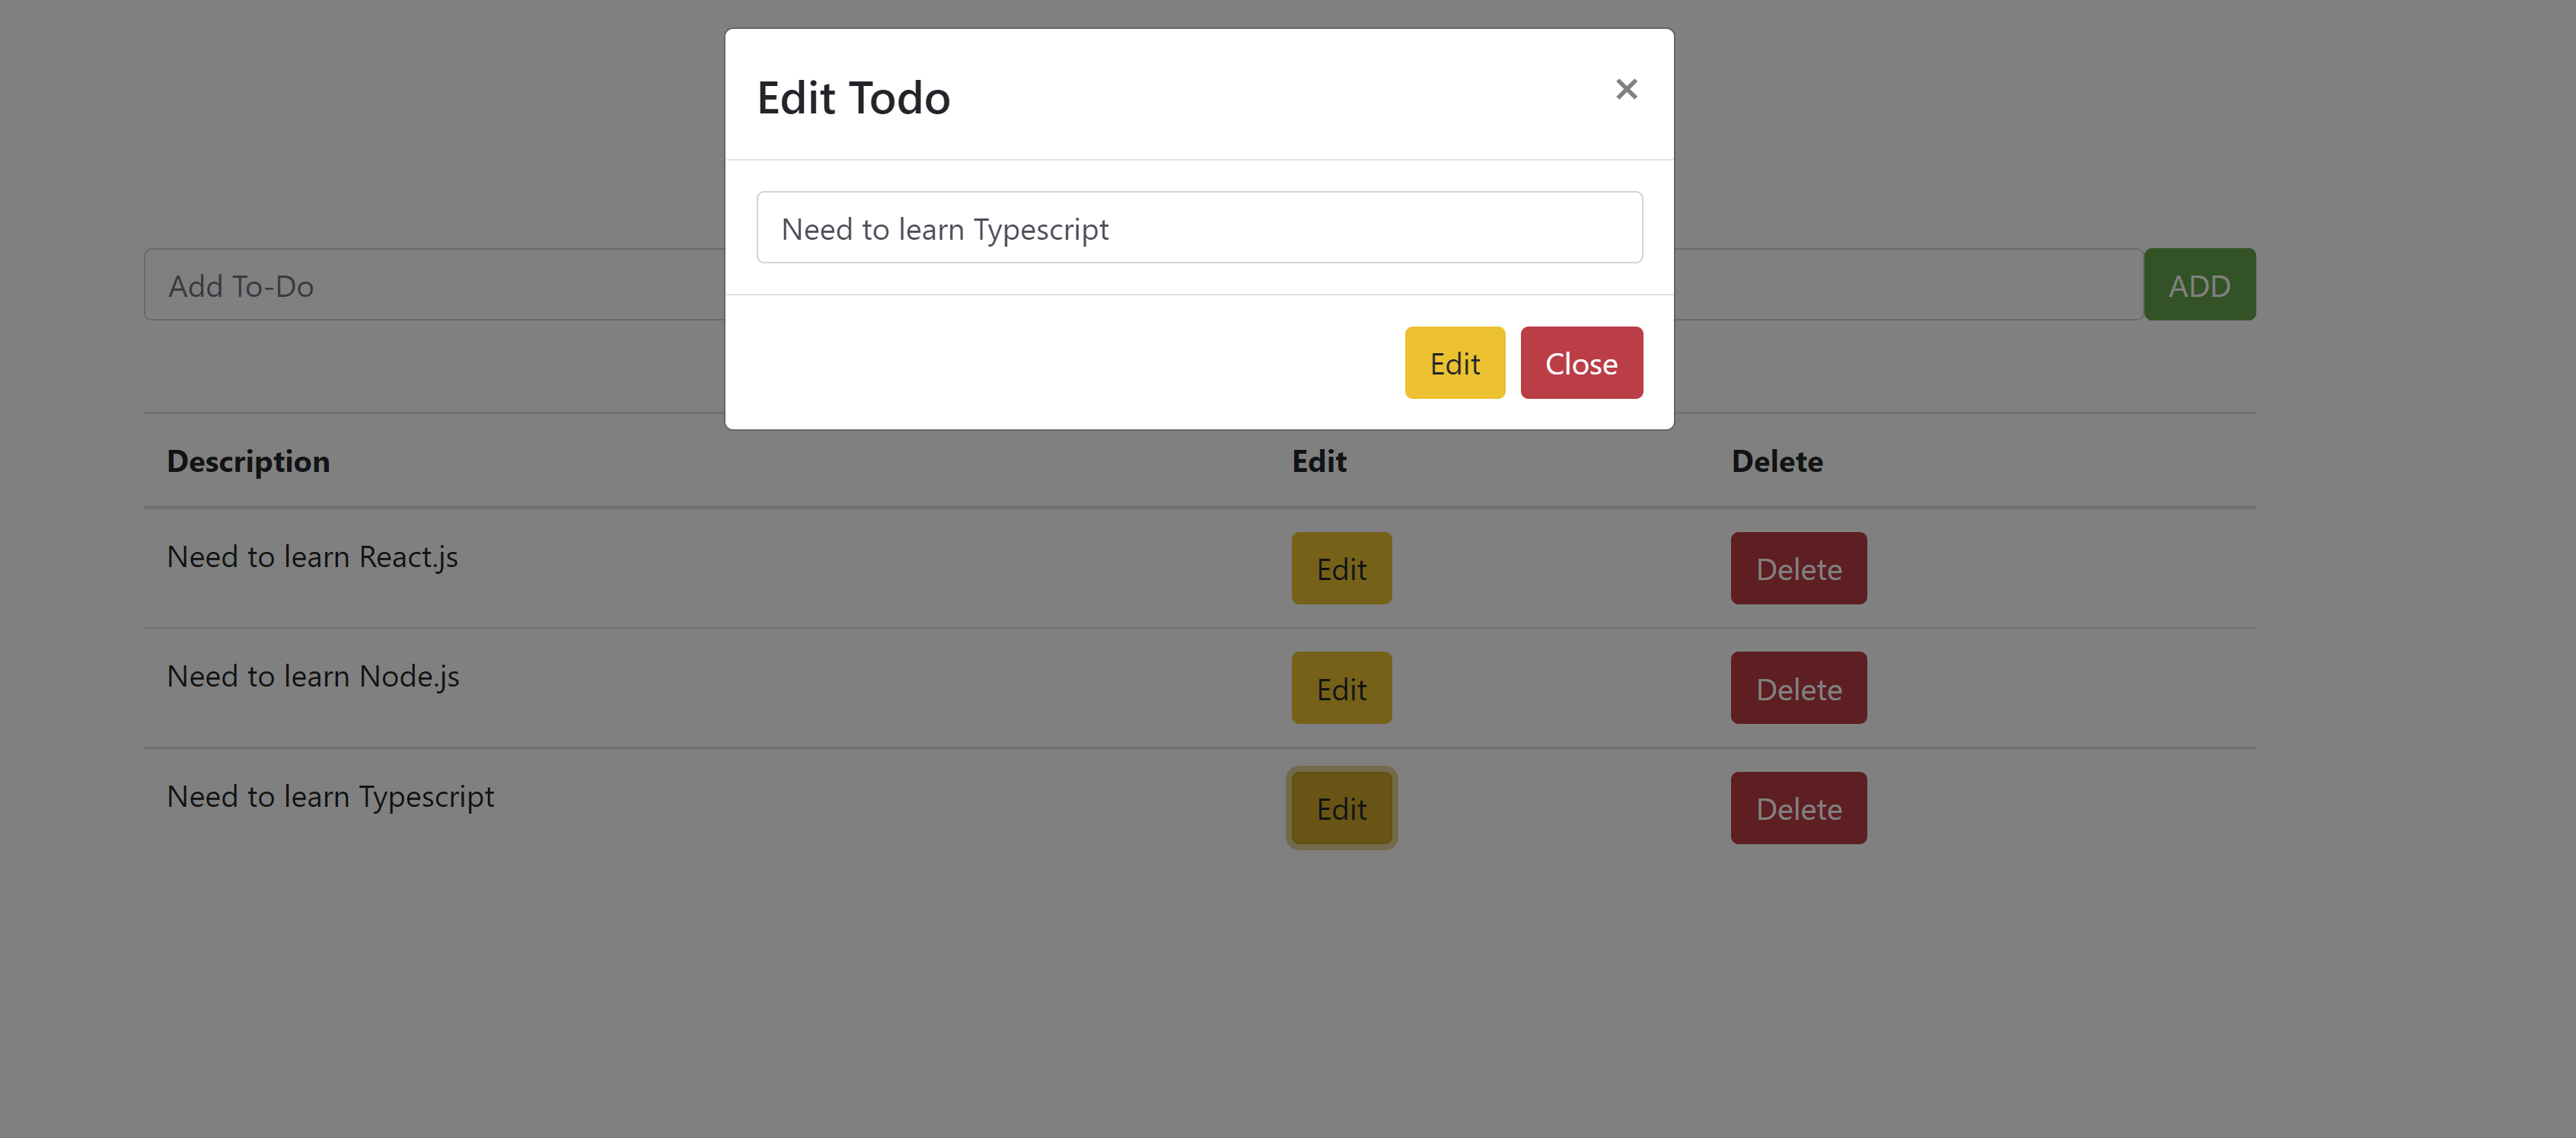 Edit Todo
×
Need to learn Typescript
Edit Close
Add To-Do ADD
Description Edit Delete
Need to learn React.js Edit Delete
Need to learn Node.js Edit Delete
Need to learn Typescript Edit Delete